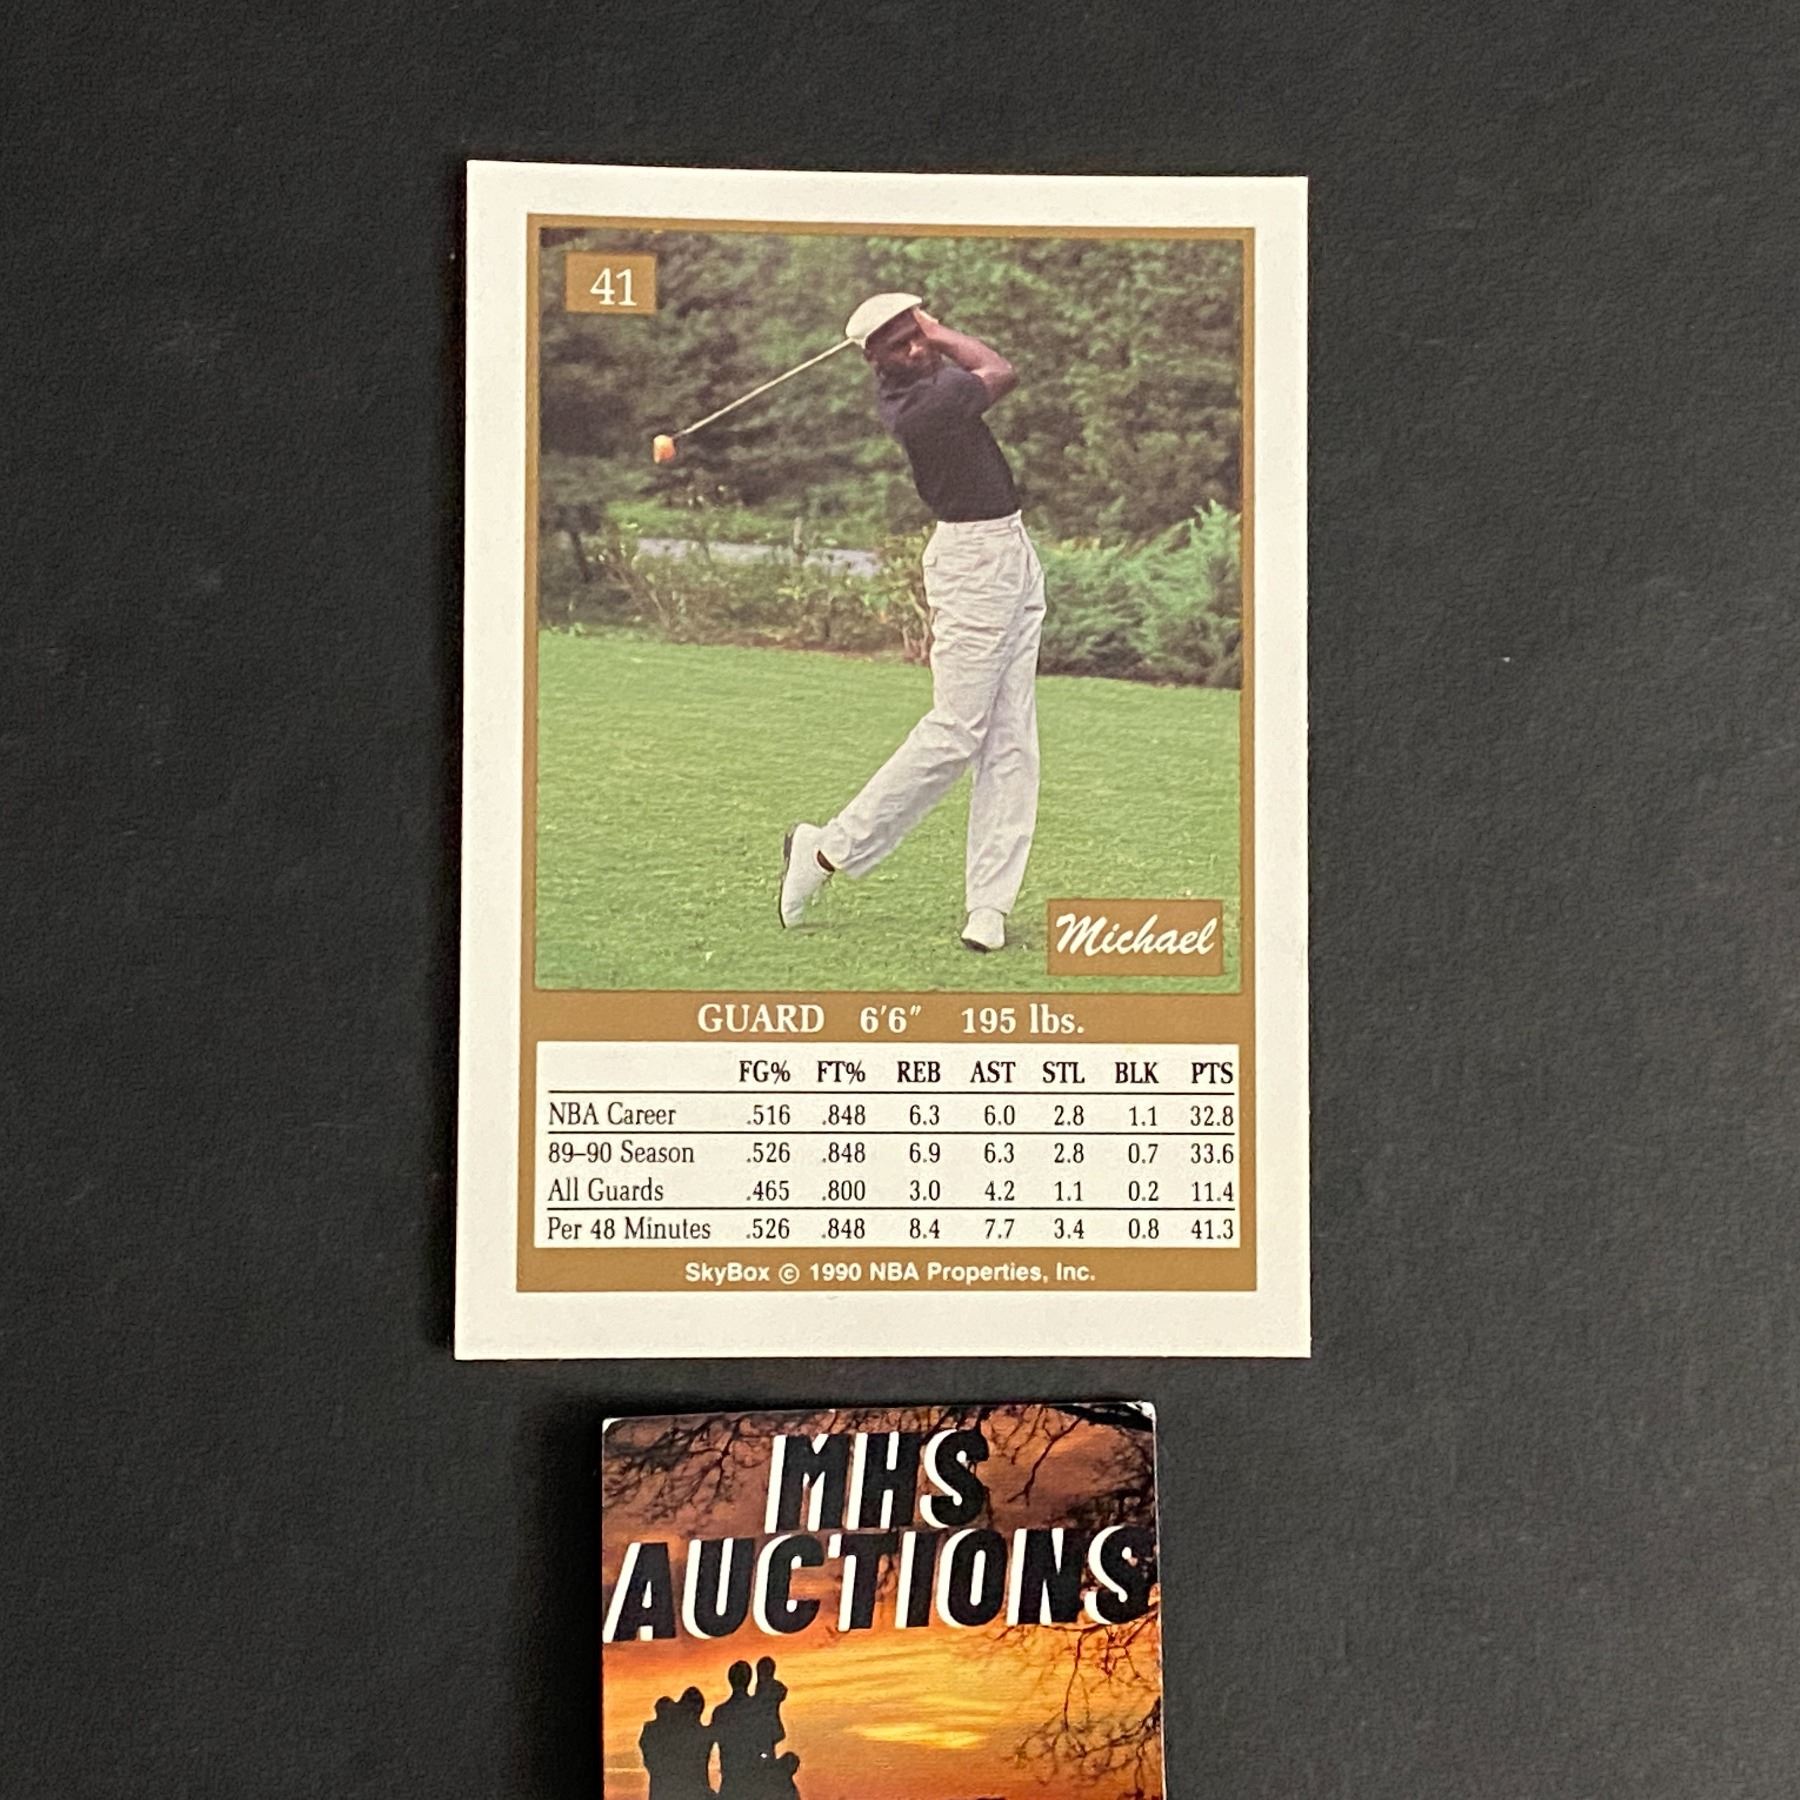 41
Michael
GUARD 6'6" 195 lbs.
FG% FT% REB AST STL BLK PTS
NBA Career .516 .848 6.3 6.0 2.8 1.1 32.8
89–90 Season .526 .848 6.9 6.3 2.8 0.7 33.6
All Guards .465 .800 3.0 4.2 1.1 0.2 11.4
Per 48 Minutes .526 .848 8.4 7.7 3.4 0.8 41.3
SkyBox © 1990 NBA Properties, Inc.
MHS
AUCTIONS